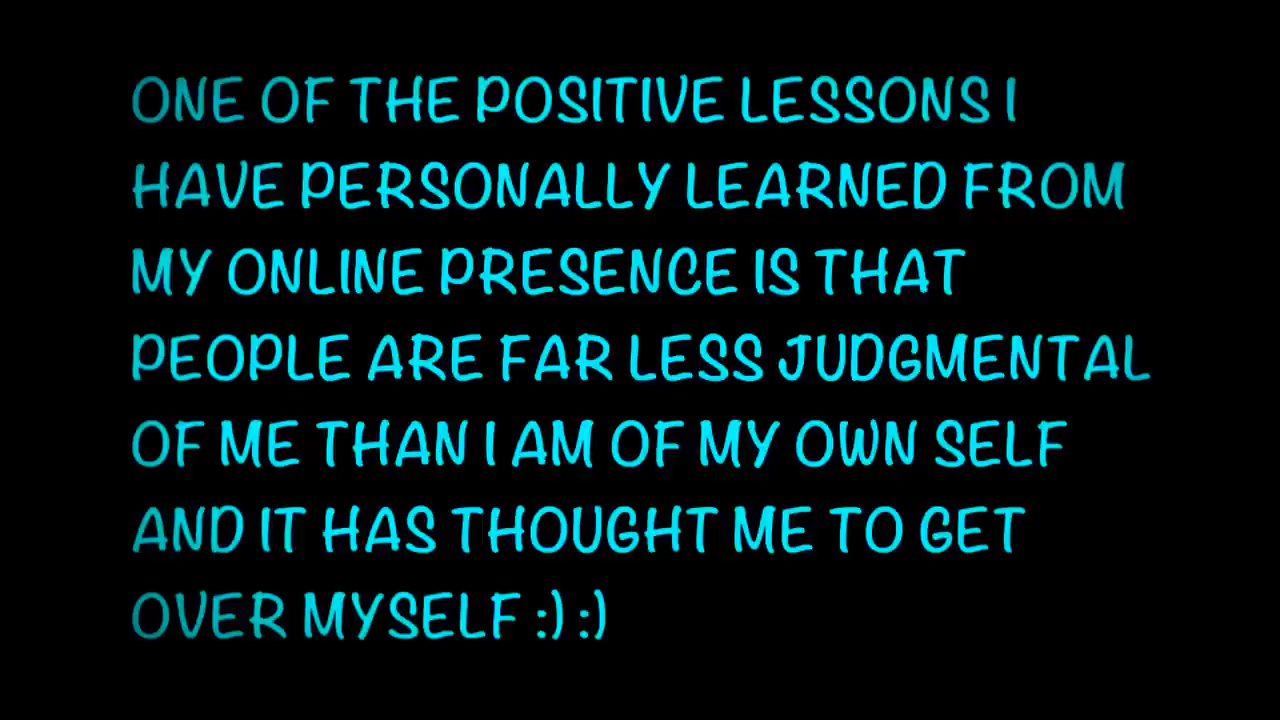 ONE OF THE POSITIVE LESSONS I
HAVE PERSONALLY LEARNED FROM
MY ONLINE PRESENCE IS THAT
PEOPLE ARE FAR LESS JUDGMENTAL
OF ME THAN I AM OF MY OWN SELF
AND IT HAS THOUGHT ME TO GET
OVER MYSELF :) :)